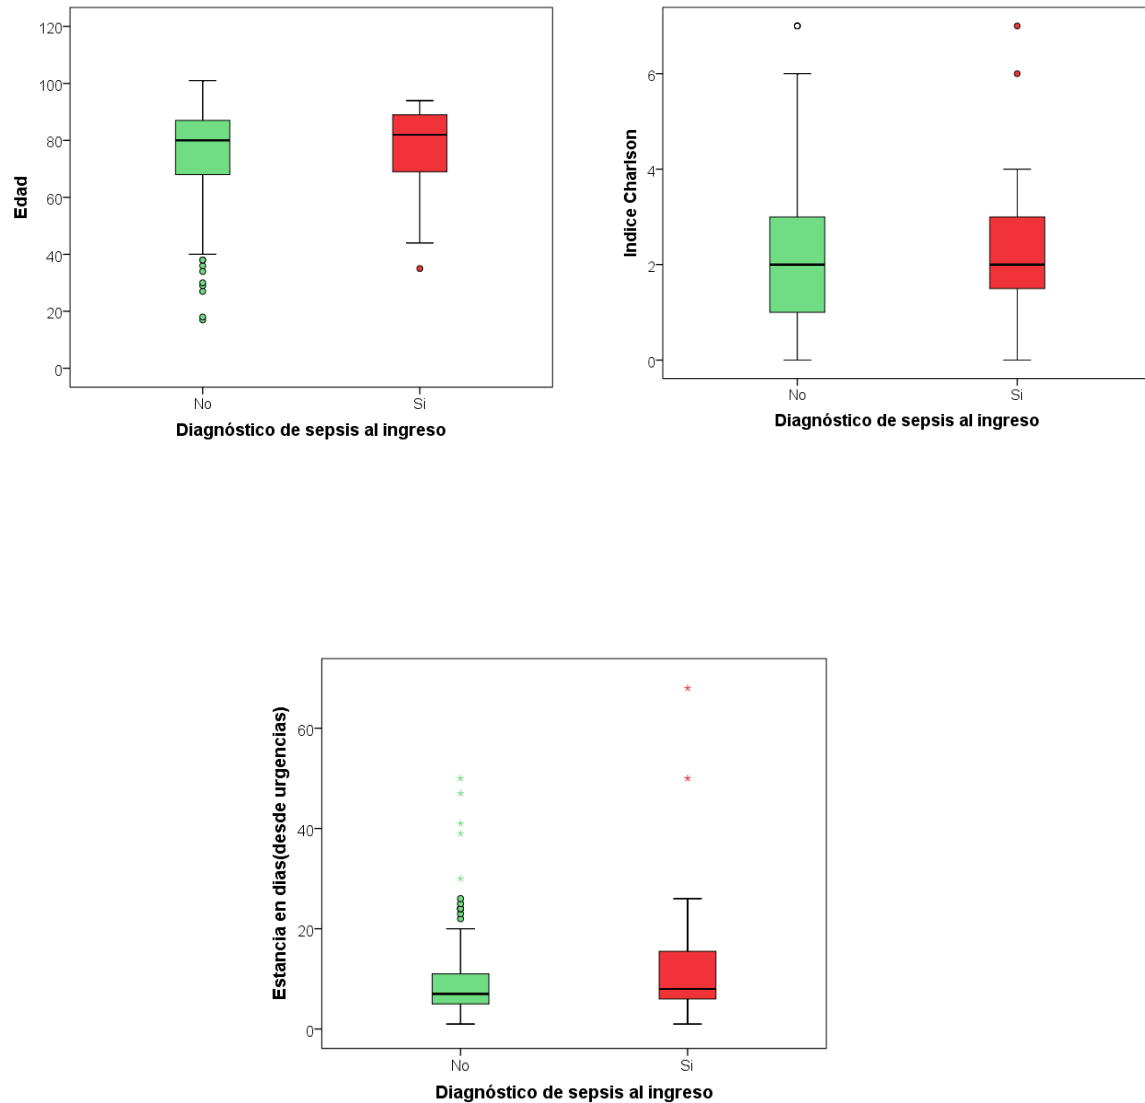 Edad
120
100
80
60
40
20
0
No
Si
Diagnóstico de sepsis al ingreso
Indice Charlson
6
4
2
0
No
Si
Diagnóstico de sepsis al ingreso
Estancia en dias(desde urgencias)
60
40
20
0
No
Si
Diagnóstico de sepsis al ingreso